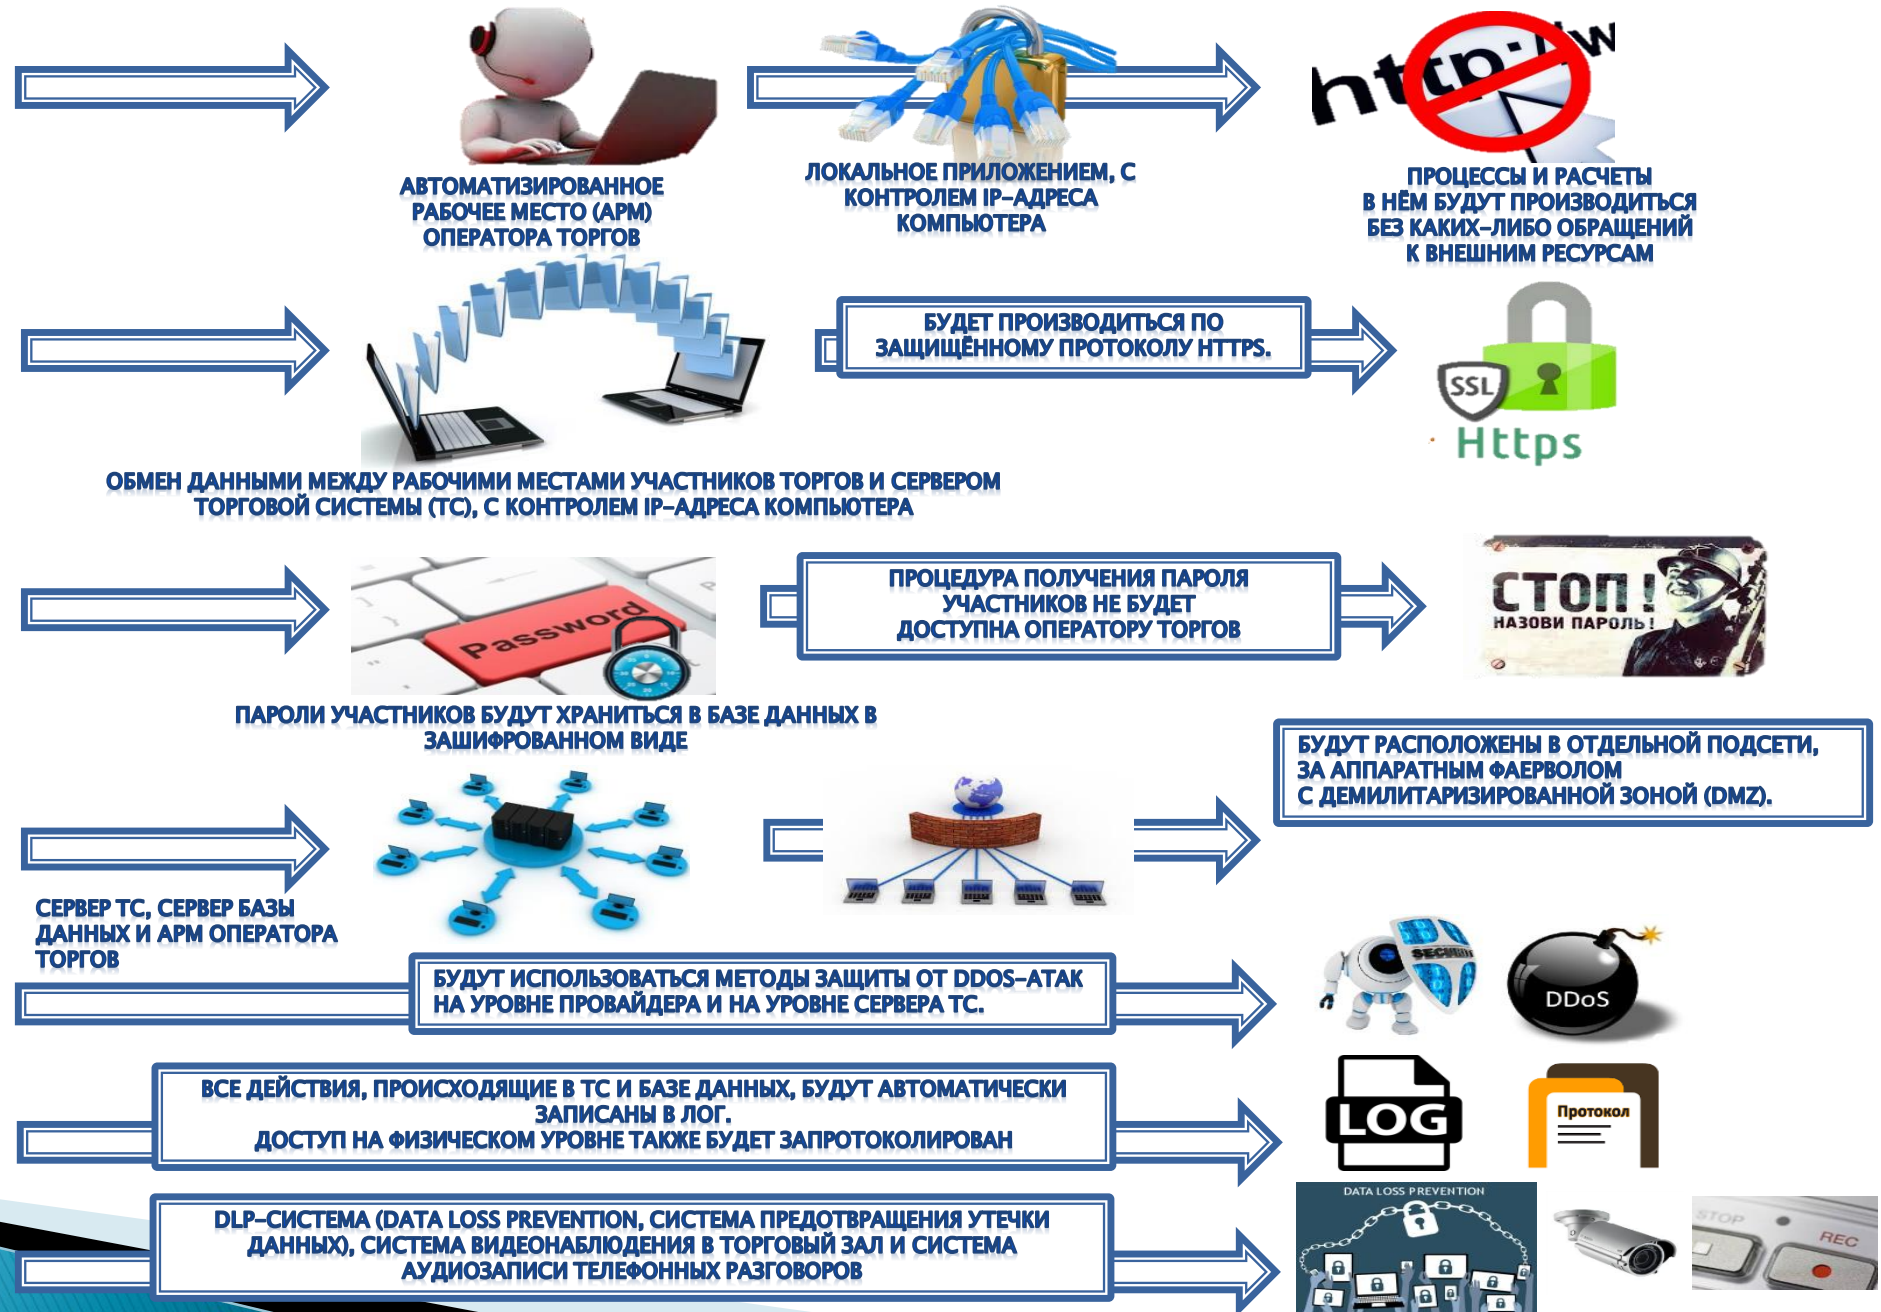 http://w
АВТОМАТИЗИРОВАННОЕ
РАБОЧЕЕ МЕСТО (АРМ)
ОПЕРАТОРА ТОРГОВ
ЛОКАЛЬНОЕ ПРИЛОЖЕНИЕМ, С
КОНТРОЛЕМ IP-АДРЕСА
КОМПЬЮТЕРА
ПРОЦЕССЫ И РАСЧЕТЫ
В НЁМ БУДУТ ПРОИЗВОДИТЬСЯ
БЕЗ КАКИХ-ЛИБО ОБРАЩЕНИЙ
К ВНЕШНИМ РЕСУРСАМ
БУДЕТ ПРОИЗВОДИТЬСЯ ПО
ЗАЩИЩЁННОМУ ПРОТОКОЛУ HTTPS.
SSL
Https
ОБМЕН ДАННЫМИ МЕЖДУ РАБОЧИМИ МЕСТАМИ УЧАСТНИКОВ ТОРГОВ И СЕРВЕРОМ
ТОРГОВОЙ СИСТЕМЫ (ТС), С КОНТРОЛЕМ IP-АДРЕСА КОМПЬЮТЕРА
Password
ПРОЦЕДУРА ПОЛУЧЕНИЯ ПАРОЛЯ
УЧАСТНИКОВ НЕ БУДЕТ
ДОСТУПНА ОПЕРАТОРУ ТОРГОВ
СТОП!
НАЗОВИ ПАРОЛЬ!
ПАРОЛИ УЧАСТНИКОВ БУДУТ ХРАНИТЬСЯ В БАЗЕ ДАННЫХ В
ЗАШИФРОВАННОМ ВИДЕ
БУДУТ РАСПОЛОЖЕНЫ В ОТДЕЛЬНОЙ ПОДСЕТИ,
ЗА АППАРАТНЫМ ФАЕРВОЛОМ
С ДЕМИЛИТАРИЗИРОВАННОЙ ЗОНОЙ (DMZ).
СЕРВЕР ТС, СЕРВЕР БАЗЫ
ДАННЫХ И АРМ ОПЕРАТОРА
ТОРГОВ
БУДУТ ИСПОЛЬЗОВАТЬСЯ МЕТОДЫ ЗАЩИТЫ ОТ DDOS-АТАК
НА УРОВНЕ ПРОВАЙДЕРА И НА УРОВНЕ СЕРВЕРА ТС.
SECURITY
DDoS
ВСЕ ДЕЙСТВИЯ, ПРОИСХОДЯЩИЕ В ТС И БАЗЕ ДАННЫХ, БУДУТ АВТОМАТИЧЕСКИ
ЗАПИСАНЫ В ЛОГ.
ДОСТУП НА ФИЗИЧЕСКОМ УРОВНЕ ТАКЖЕ БУДЕТ ЗАПРОТОКОЛИРОВАН
LOG
Протокол
DLP-СИСТЕМА (DATA LOSS PREVENTION, СИСТЕМА ПРЕДОТВРАЩЕНИЯ УТЕЧКИ
ДАННЫХ), СИСТЕМА ВИДЕОНАБЛЮДЕНИЯ В ТОРГОВЫЙ ЗАЛ И СИСТЕМА
АУДИОЗАПИСИ ТЕЛЕФОННЫХ РАЗГОВОРОВ
DATA LOSS PREVENTION
STOP
REC